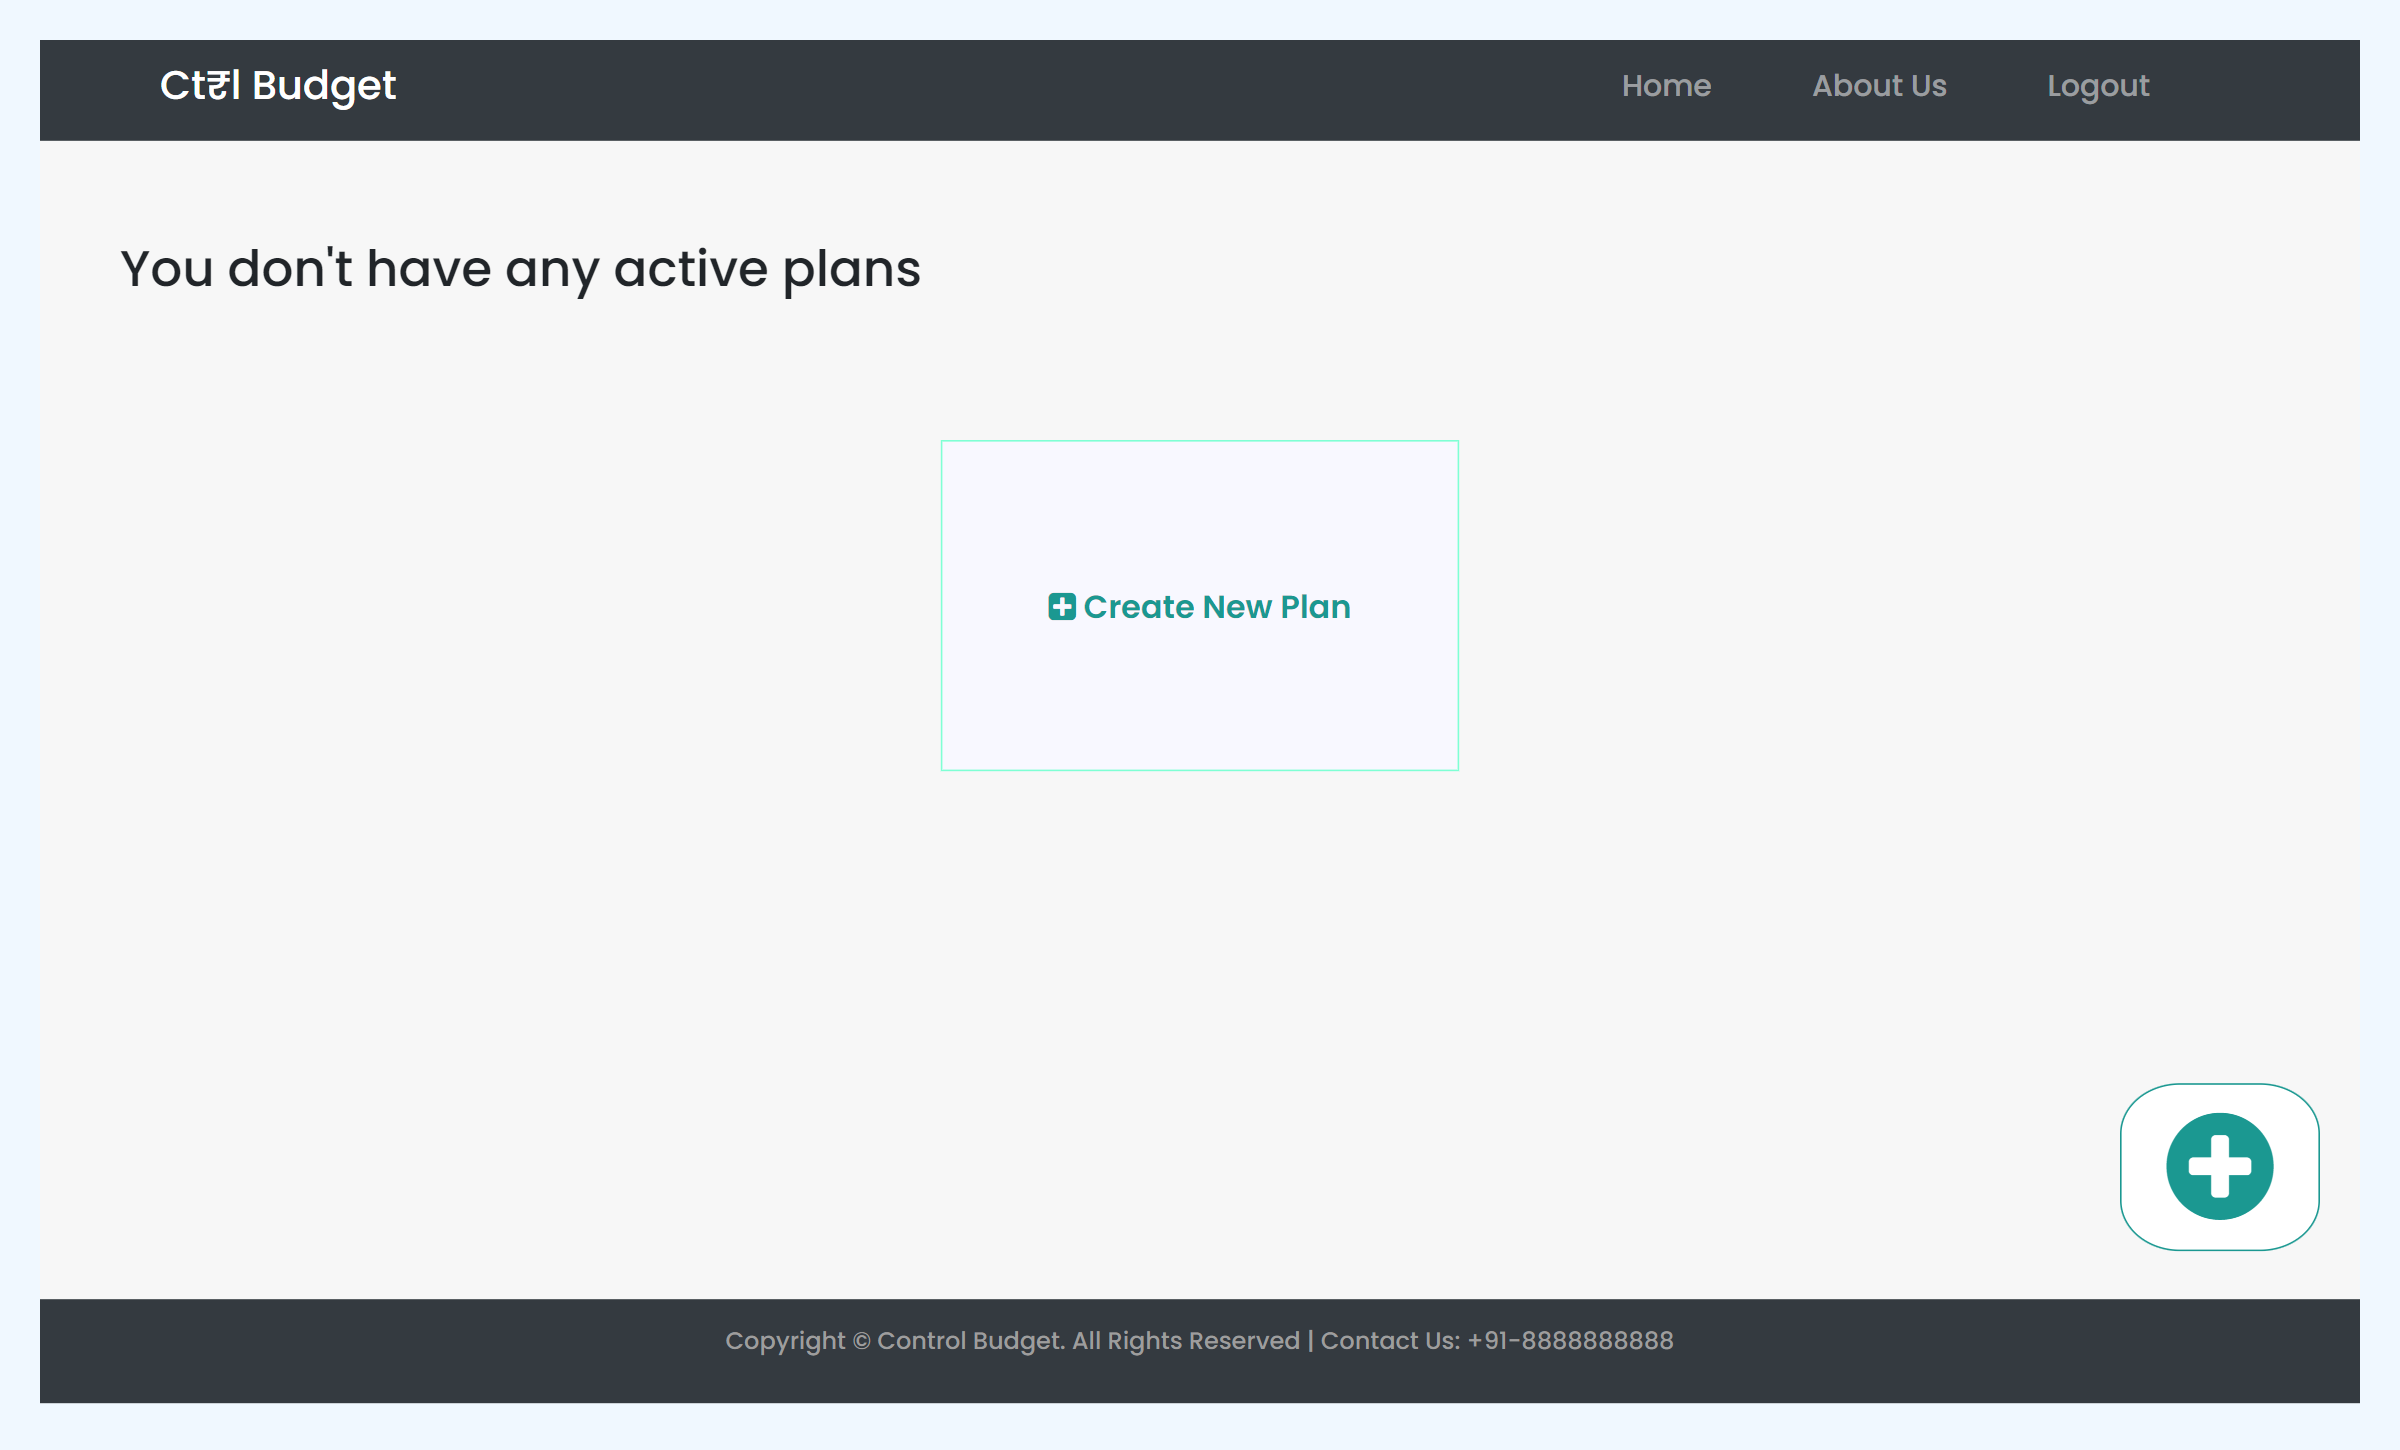 Ct₹l Budget
Home About Us Logout
You don't have any active plans
Create New Plan
Copyright © Control Budget. All Rights Reserved | Contact Us: +91-8888888888